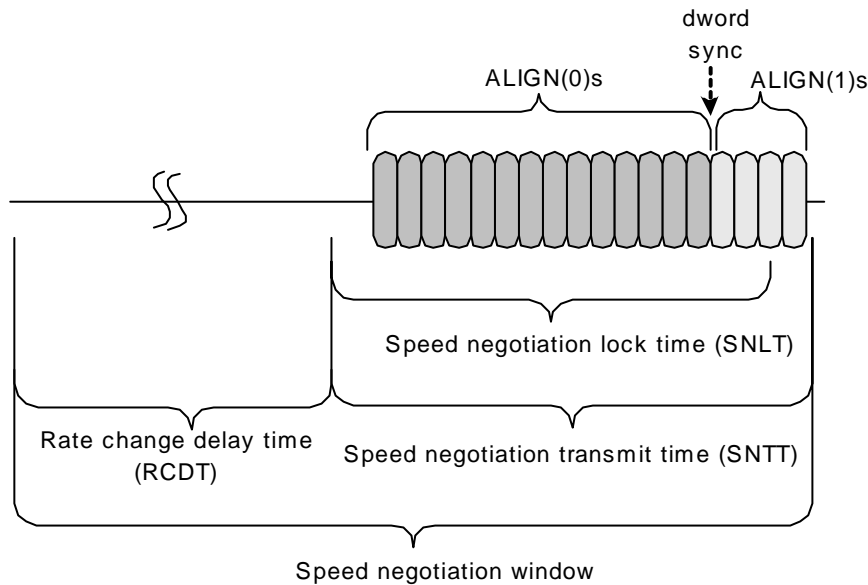 dword
sync
ALIGN(0)s
ALIGN(1)s
Speed negotiation lock time (SNLT)
Rate change delay time
(RCDT)
Speed negotiation transmit time (SNTT)
Speed negotiation window